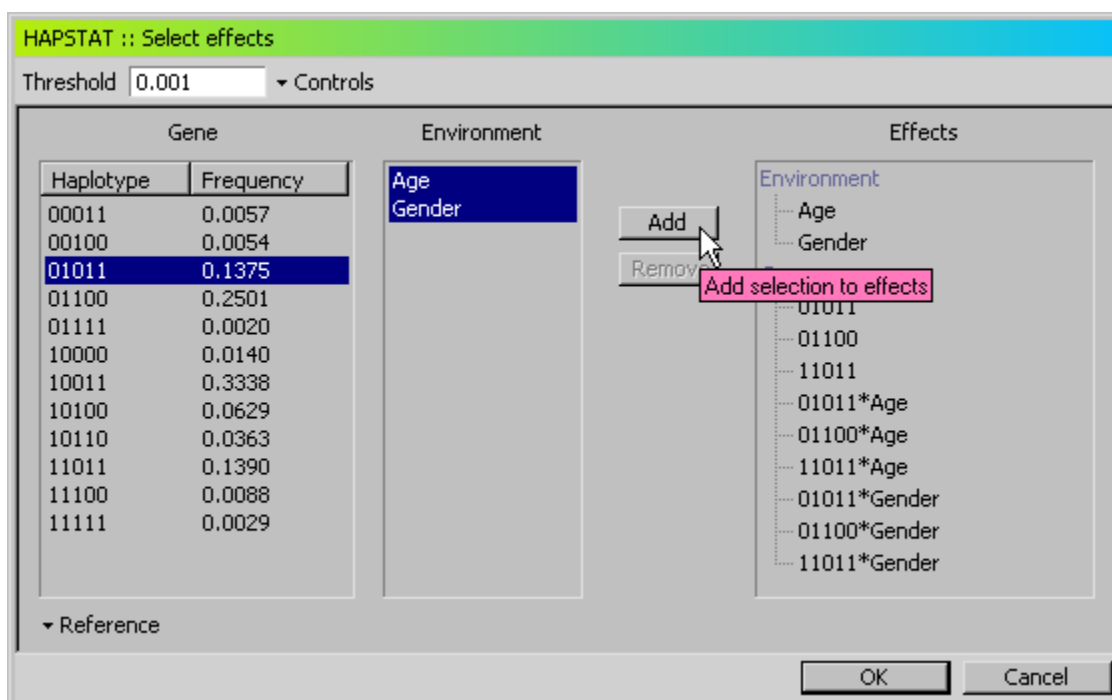 HAPSTAT :: Select effects
Threshold 0.001 Controls
Gene Environment Effects
Haplotype Frequency
00011 0.0057
00100 0.0054
01011 0.1375
01100 0.2501
01111 0.0020
10000 0.0140
10011 0.3338
10100 0.0629
10110 0.0363
11011 0.1390
11100 0.0088
11111 0.0029
Age
Gender
Add
Remove
Add selection to effects
Environment
Age
Gender
01011
01100
11011
01011*Age
01100*Age
11011*Age
01011*Gender
01100*Gender
11011*Gender
Reference
OK Cancel